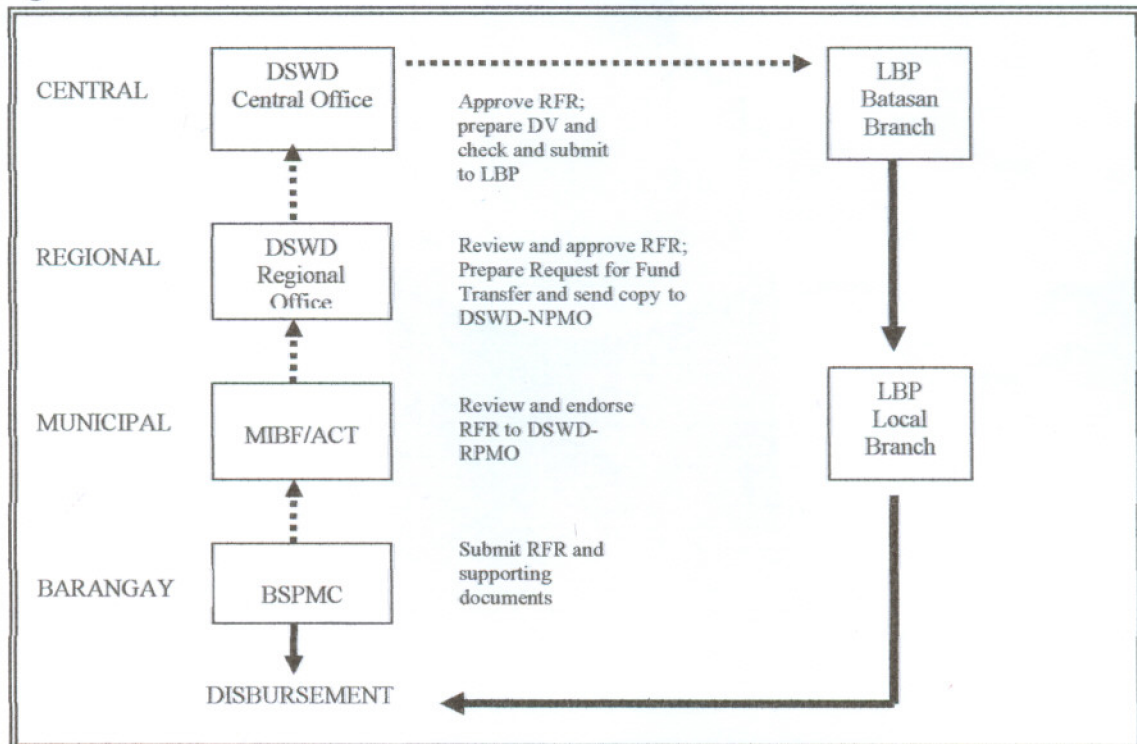 CENTRAL
DSWD
Central Office
Approve RFR;
prepare DV and
check and submit
to LBP
LBP
Batasan
Branch
REGIONAL
DSWD
Regional
Office
Review and approve RFR;
Prepare Request for Fund
Transfer and send copy to
DSWD-NPMO
MUNICIPAL
MIBF/ACT
Review and endorse
RFR to DSWD-
RPMO
LBP
Local
Branch
BARANGAY
BSPMC
Submit RFR and
supporting
documents
DISBURSEMENT